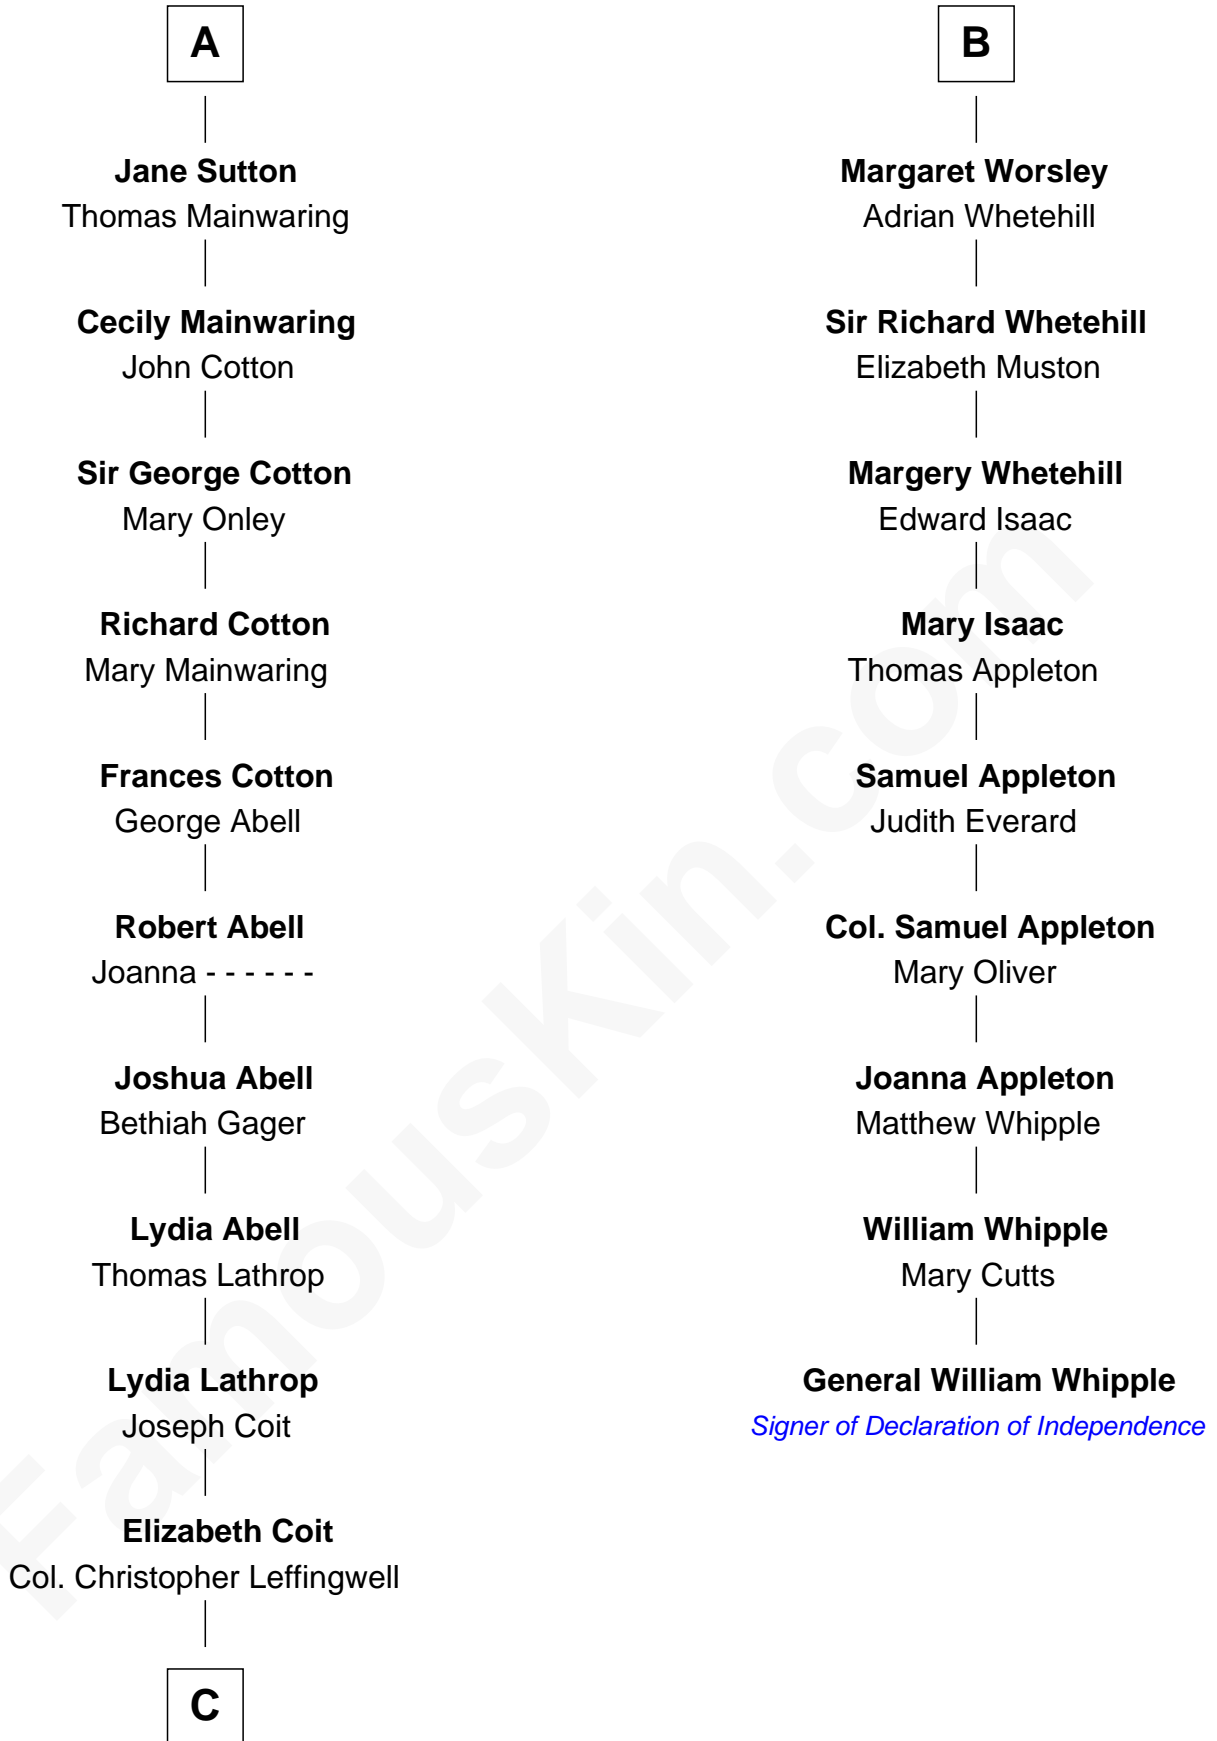 A
Jane Sutton
Thomas Mainwaring
Cecily Mainwaring
John Cotton
Sir George Cotton
Mary Onley
Richard Cotton
Mary Mainwaring
Frances Cotton
George Abell
Robert Abell
Joanna - - - - - -
Joshua Abell
Bethiah Gager
Lydia Abell
Thomas Lathrop
Lydia Lathrop
Joseph Coit
Elizabeth Coit
Col. Christopher Leffingwell
C
B
Margaret Worsley
Adrian Whetehill
Sir Richard Whetehill
Elizabeth Muston
Margery Whetehill
Edward Isaac
Mary Isaac
Thomas Appleton
Samuel Appleton
Judith Everard
Col. Samuel Appleton
Mary Oliver
Joanna Appleton
Matthew Whipple
William Whipple
Mary Cutts
General William Whipple
Signer of Declaration of Independence
FamousKin.com